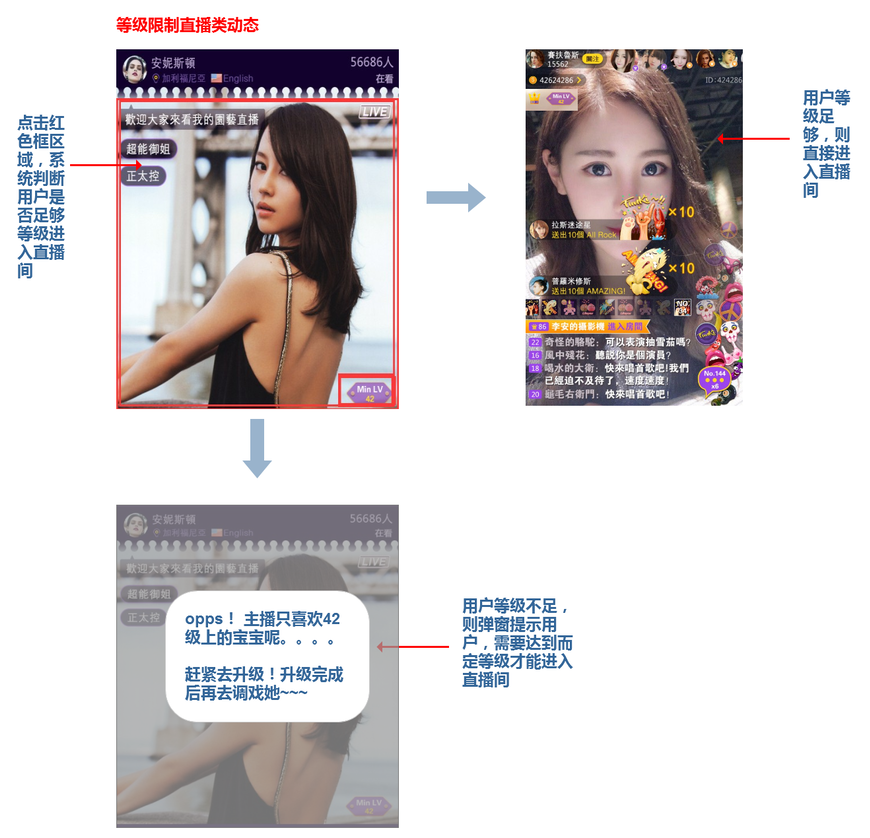 等级限制直播类动态
安妮斯頓
56686人
加利福尼亞
English
在看
歡迎大家來看我的園藝直播
LIVE
超能御姐
正太控
Min LV
42
点击红
色框区
域，系
统判断
用户是
否足够
等级进
入直播
间
賽扶魯斯
15562
關注
42624286
ID:424286
Min LV
42
拉斯迷途星
送出10個 All Rock
×10
普羅米修斯
送出10個 AMAZING!
×10
86 李安的攝影機 進入房間
22 奇怪的駱駝：可以表演抽雪茄嗎?
16 風中殘花：聽説你是個演員?
18 喝水的大衛：快來唱首歌吧!我們
已經迫不及待了。速度速度!
20 龜毛右衛門：快來唱首歌吧!
No.144
x6
用户等
级足
够，则
直接进
入直播
间
安妮斯頓
56686人
加利福尼亞
English
在看
歡迎大家來看我的園藝直播
LIVE
超能御姐
正太控
opps！ 主播只喜欢42
级上的宝宝呢。。。。
赶紧去升级！升级完成
后再去调戏她~~~
Min LV
42
用户等级不足，
则弹窗提示用
户，需要达到而
定等级才能进入
直播间